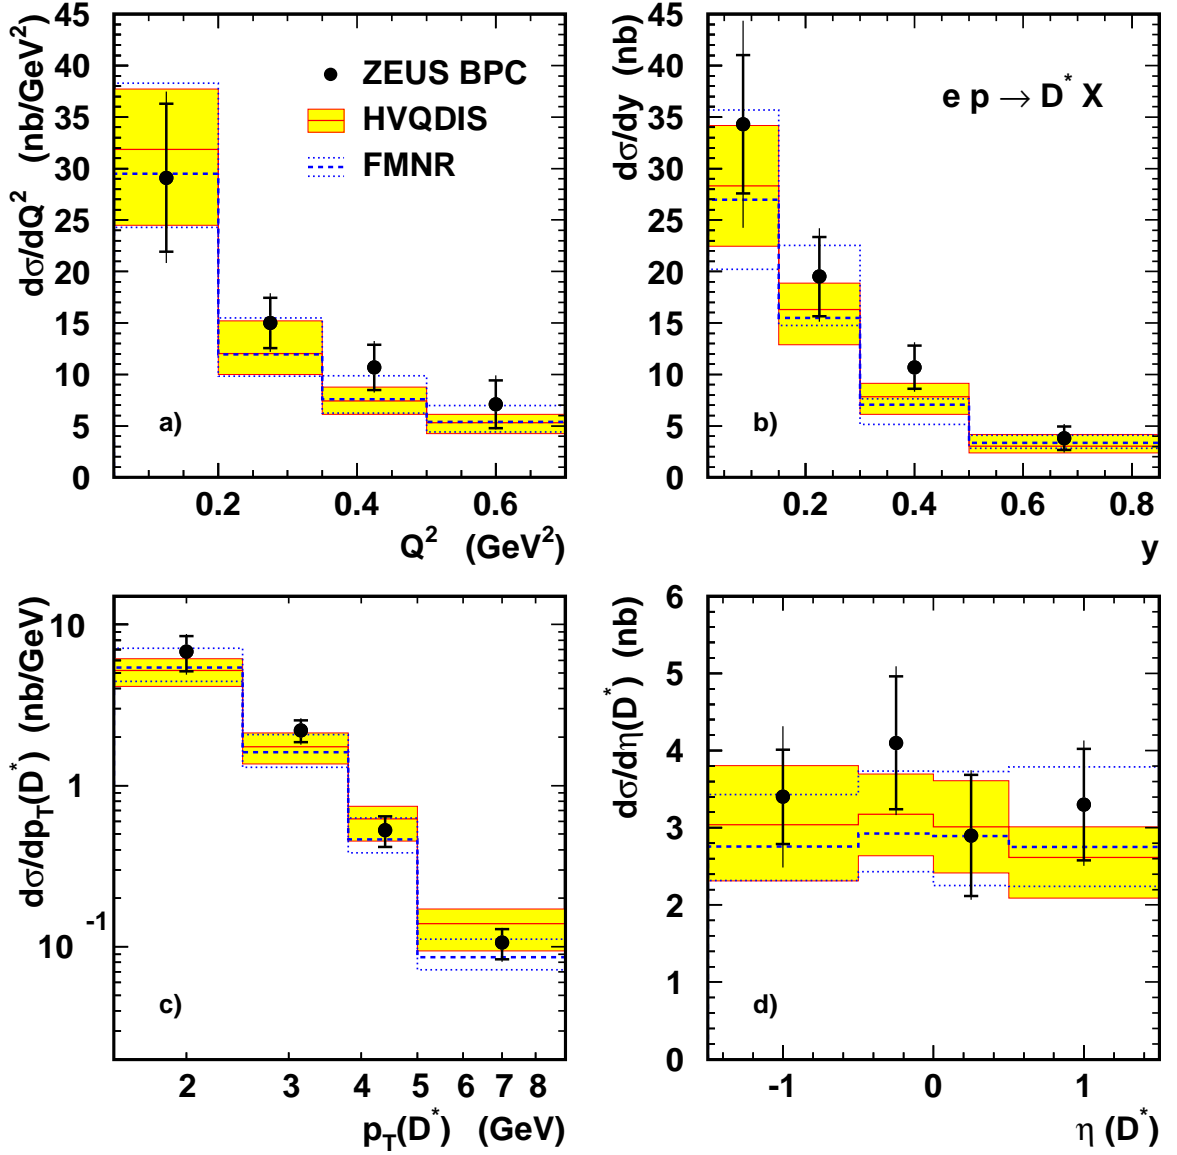 dσ/dQ² (nb/GeV²)
45
40
35
30
25
20
15
10
5
0
ZEUS BPC
HVQDIS
FMNR
a)
0.2 0.4 0.6
Q² (GeV²)
dσ/dy (nb)
45
40
35
30
25
20
15
10
5
0
e p → D* X
b)
0.2 0.4 0.6 0.8
y
dσ/dp_T(D*) (nb/GeV)
10
1
10⁻¹
c)
2 3 4 5 6 7 8
p_T(D*) (GeV)
dσ/dη(D*) (nb)
6
5
4
3
2
1
0
d)
-1 0 1
η (D*)